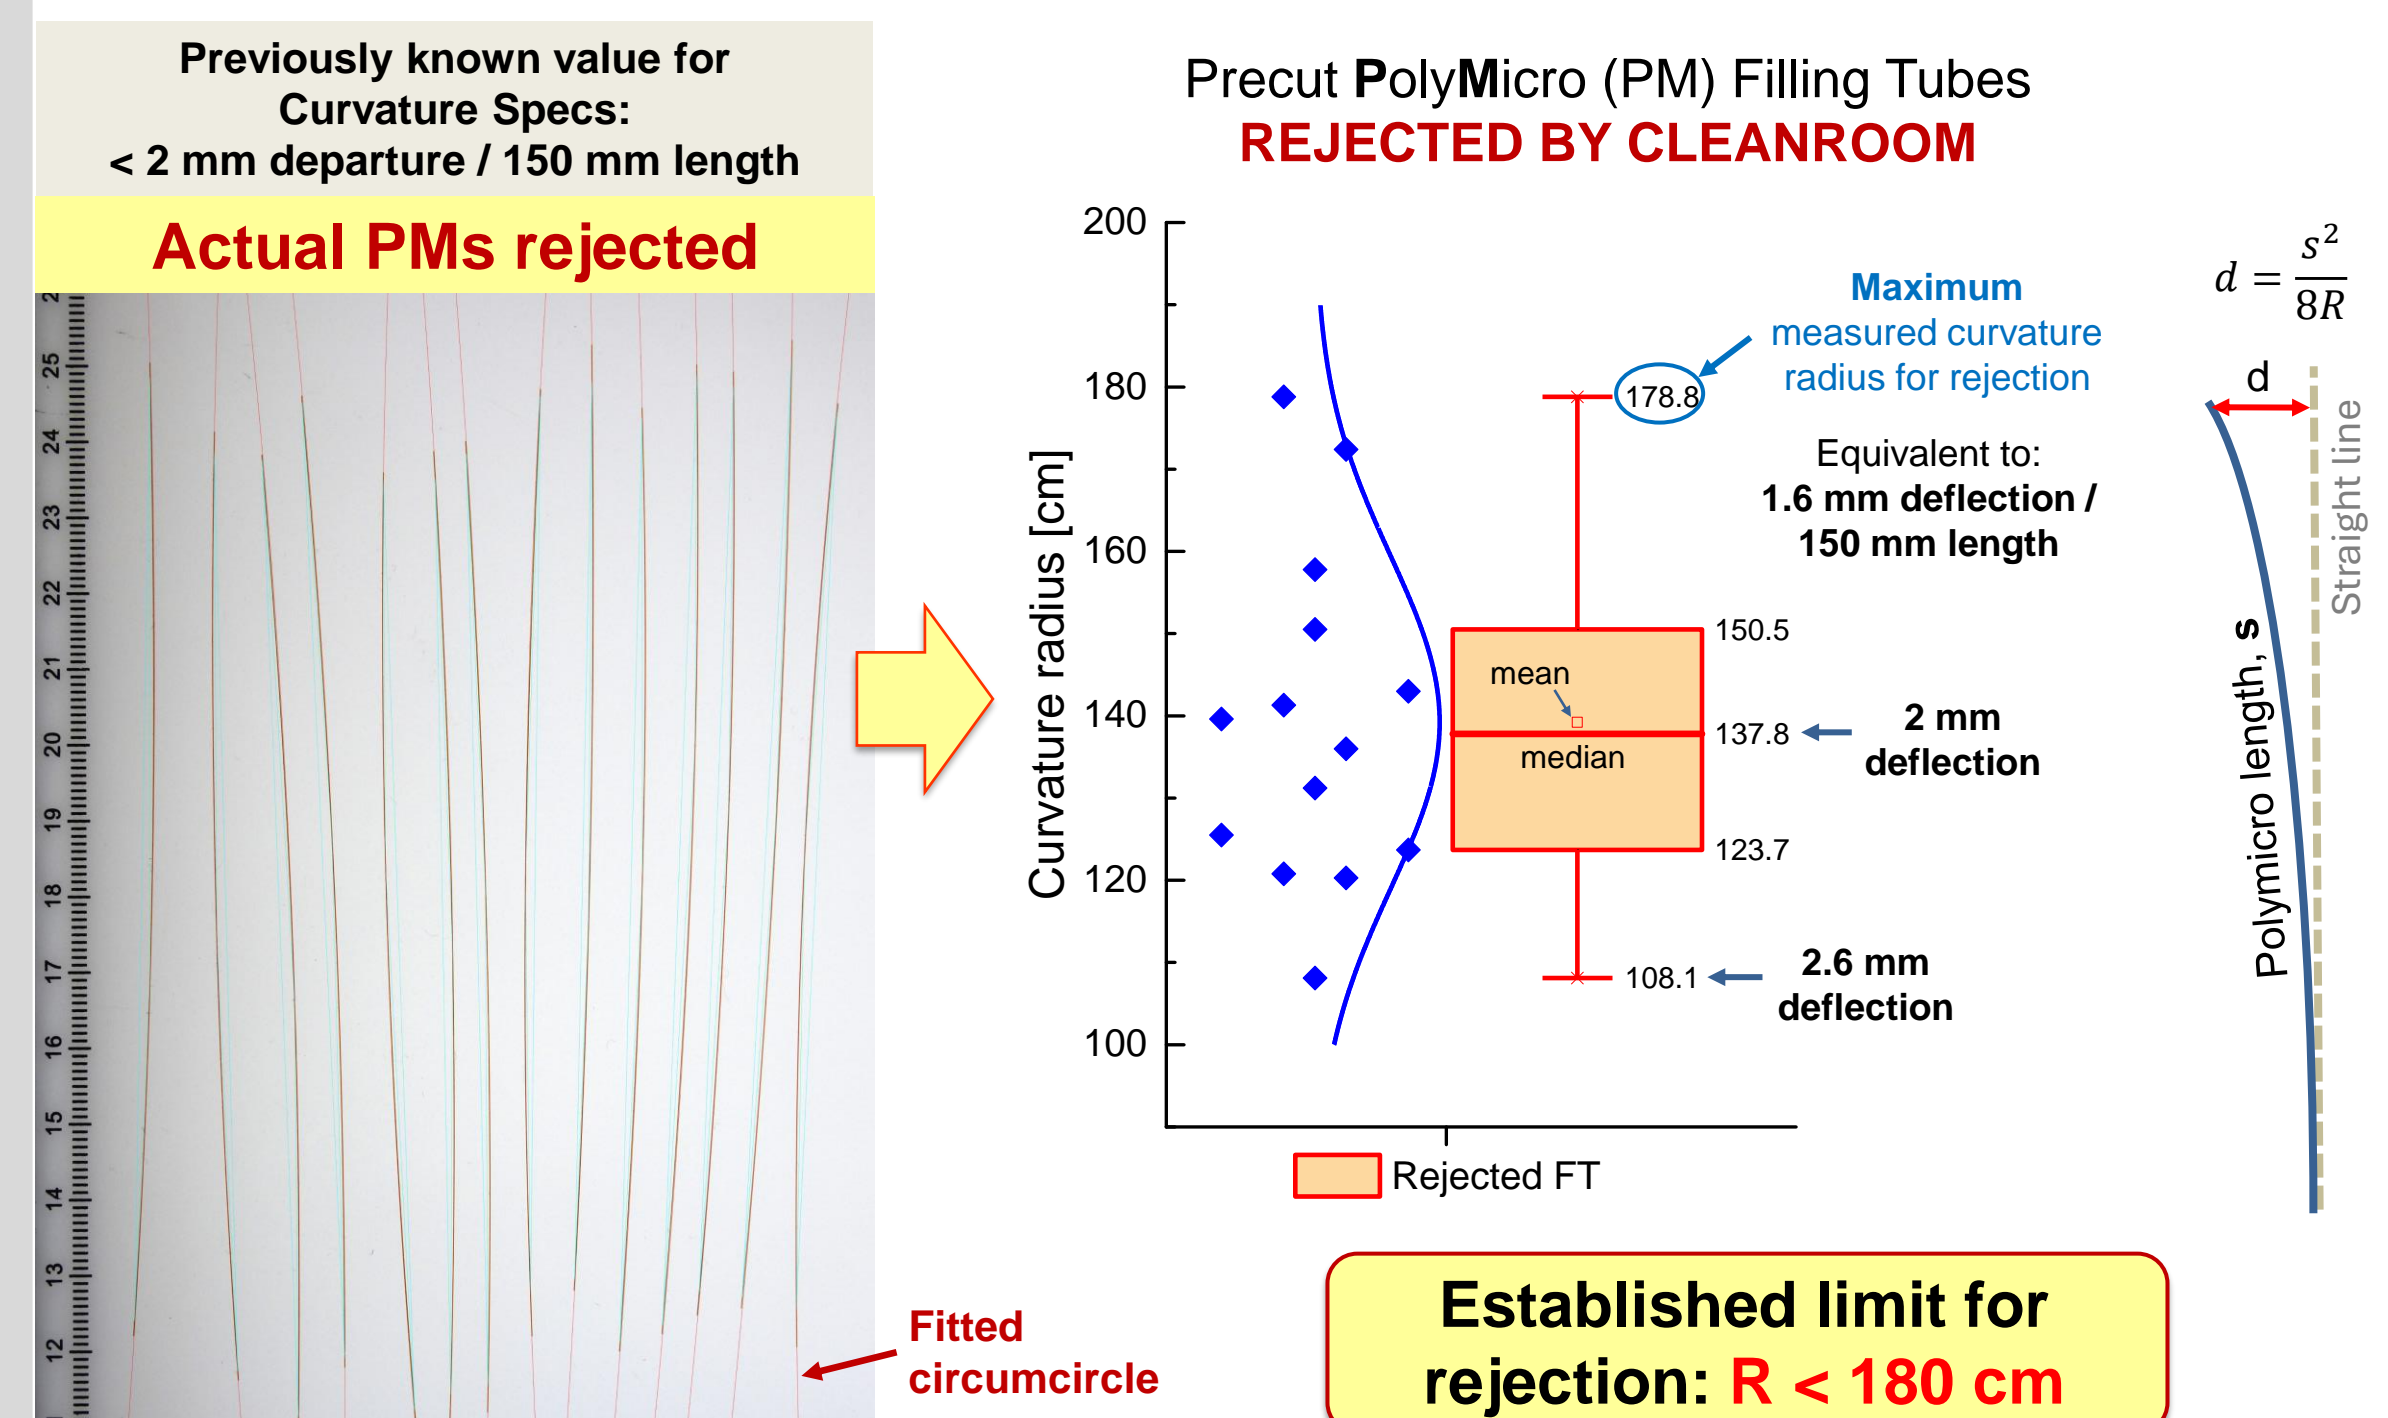 Previously known value for
Curvature Specs:
< 2 mm departure / 150 mm length
Actual PMs rejected
25
24
23
22
21
20
19
18
17
16
15
14
13
12
Fitted
circumcircle
Precut PolyMicro (PM) Filling Tubes
REJECTED BY CLEANROOM
Curvature radius [cm]
200
180
160
140
120
100
Maximum
measured curvature
radius for rejection
178.8
Equivalent to:
1.6 mm deflection /
150 mm length
150.5
mean
137.8
median
2 mm
deflection
123.7
108.1
2.6 mm
deflection
Rejected FT
d = s²/8R
d
Straight line
Polymicro length, s
Established limit for
rejection: R < 180 cm